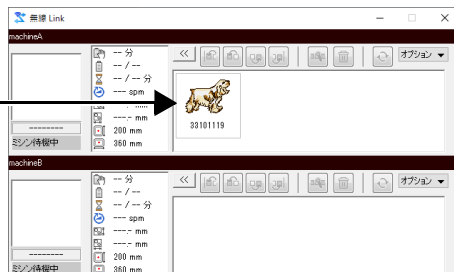 無線 Link
machineA
-- 分
-- / --
-- / -- 分
--- spm
---.- mm
---.- mm
200 mm
360 mm
--------
ミシン待機中
<<
オプション
33101119
machineB
-- 分
-- / --
-- / -- 分
--- spm
---.- mm
---.- mm
200 mm
360 mm
--------
ミシン待機中
<<
オプション